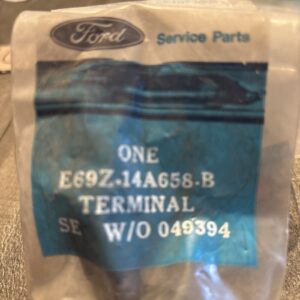 Ford Service Parts
ONE
E69Z-14A658-B
TERMINAL
SE W/O 049394